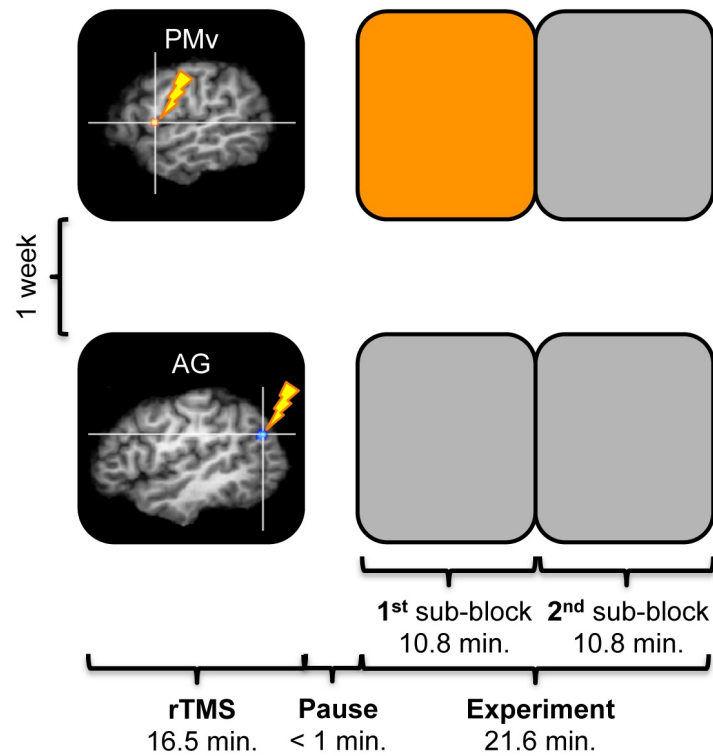 PMv
1 week
AG
1st sub-block
10.8 min.
2nd sub-block
10.8 min.
rTMS
16.5 min.
Pause
< 1 min.
Experiment
21.6 min.